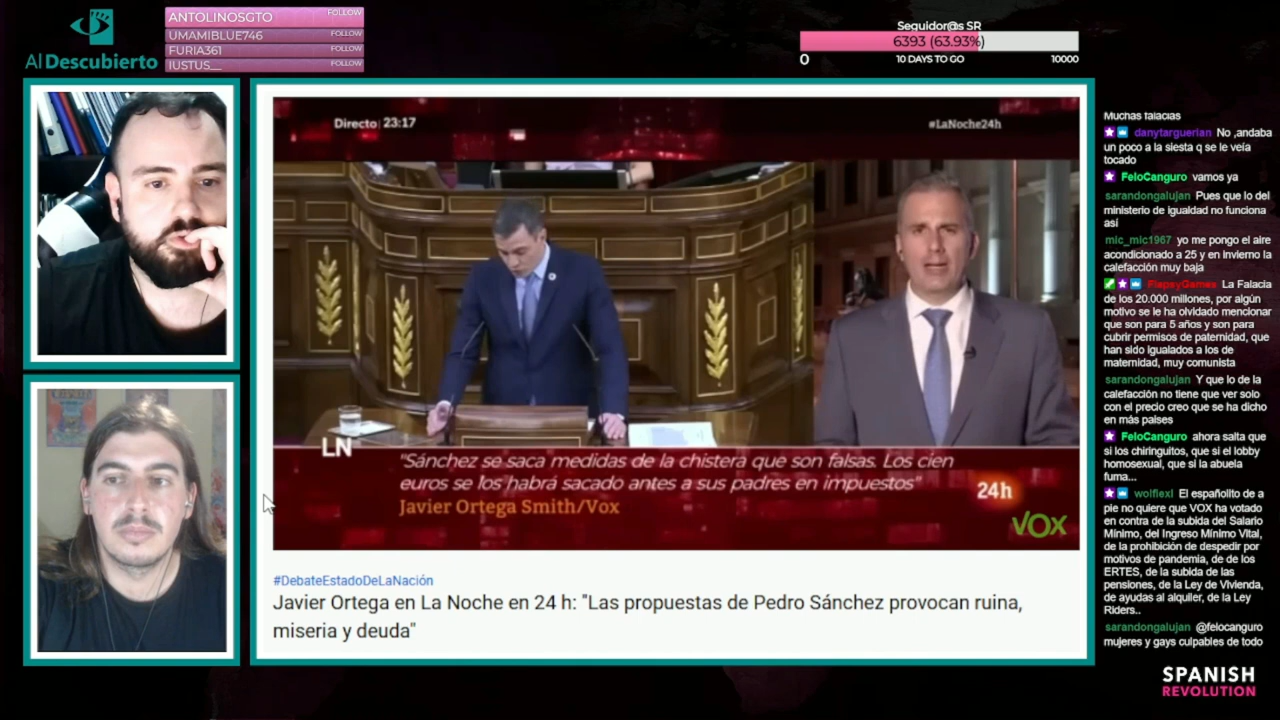 Al Descubierto
ANTOLINOSGTO FOLLOW
UMAMIBLUE746 FOLLOW
FURIA361 FOLLOW
IUSTUS__ FOLLOW
Seguidor@s SR
6393 (63.93%)
0 10 DAYS TO GO 10000
Directo 23:17
#LaNoche24h
LN
"Sánchez se saca medidas de la chistera que son falsas. Los cien
euros se los habrá sacado antes a sus padres en impuestos"
Javier Ortega Smith/Vox
24h
VOX
#DebateEstadoDeLaNación
Javier Ortega en La Noche en 24 h: "Las propuestas de Pedro Sánchez provocan ruina,
miseria y deuda"
Muchas falacias
danytarguerian No ,andaba
un poco a la siesta q se le veía
tocado
FeloCanguro vamos ya
sarandongalujan Pues que lo del
ministerio de igualdad no funciona
así
mic_mic1967 yo me pongo el aire
acondicionado a 25 y en invierno la
calefacción muy baja
FlepsyGames La Falacia
de los 20.000 millones, por algún
motivo se le ha olvidado mencionar
que son para 5 años y son para
cubrir permisos de paternidad, que
han sido igualados a los de
maternidad, muy comunista
sarandongalujan Y que lo de la
calefacción no tiene que ver solo
con el precio creo que se ha dicho
en más paises
FeloCanguro ahora salta que
si los chiringuitos, que si el lobby
homosexual, que si la abuela
fuma...
wolflexi El españolito de a
pie no quiere que VOX ha votado
en contra de la subida del Salario
Mínimo, del Ingreso Mínimo Vital,
de la prohibición de despedir por
motivos de pandemia, de de los
ERTES, de la subida de las
pensiones, de la Ley de Vivienda,
de ayudas al alquiler, de la Ley
Riders..
sarandongalujan @felocanguro
mujeres y gays culpables de todo
SPANISH
REVOLUTION